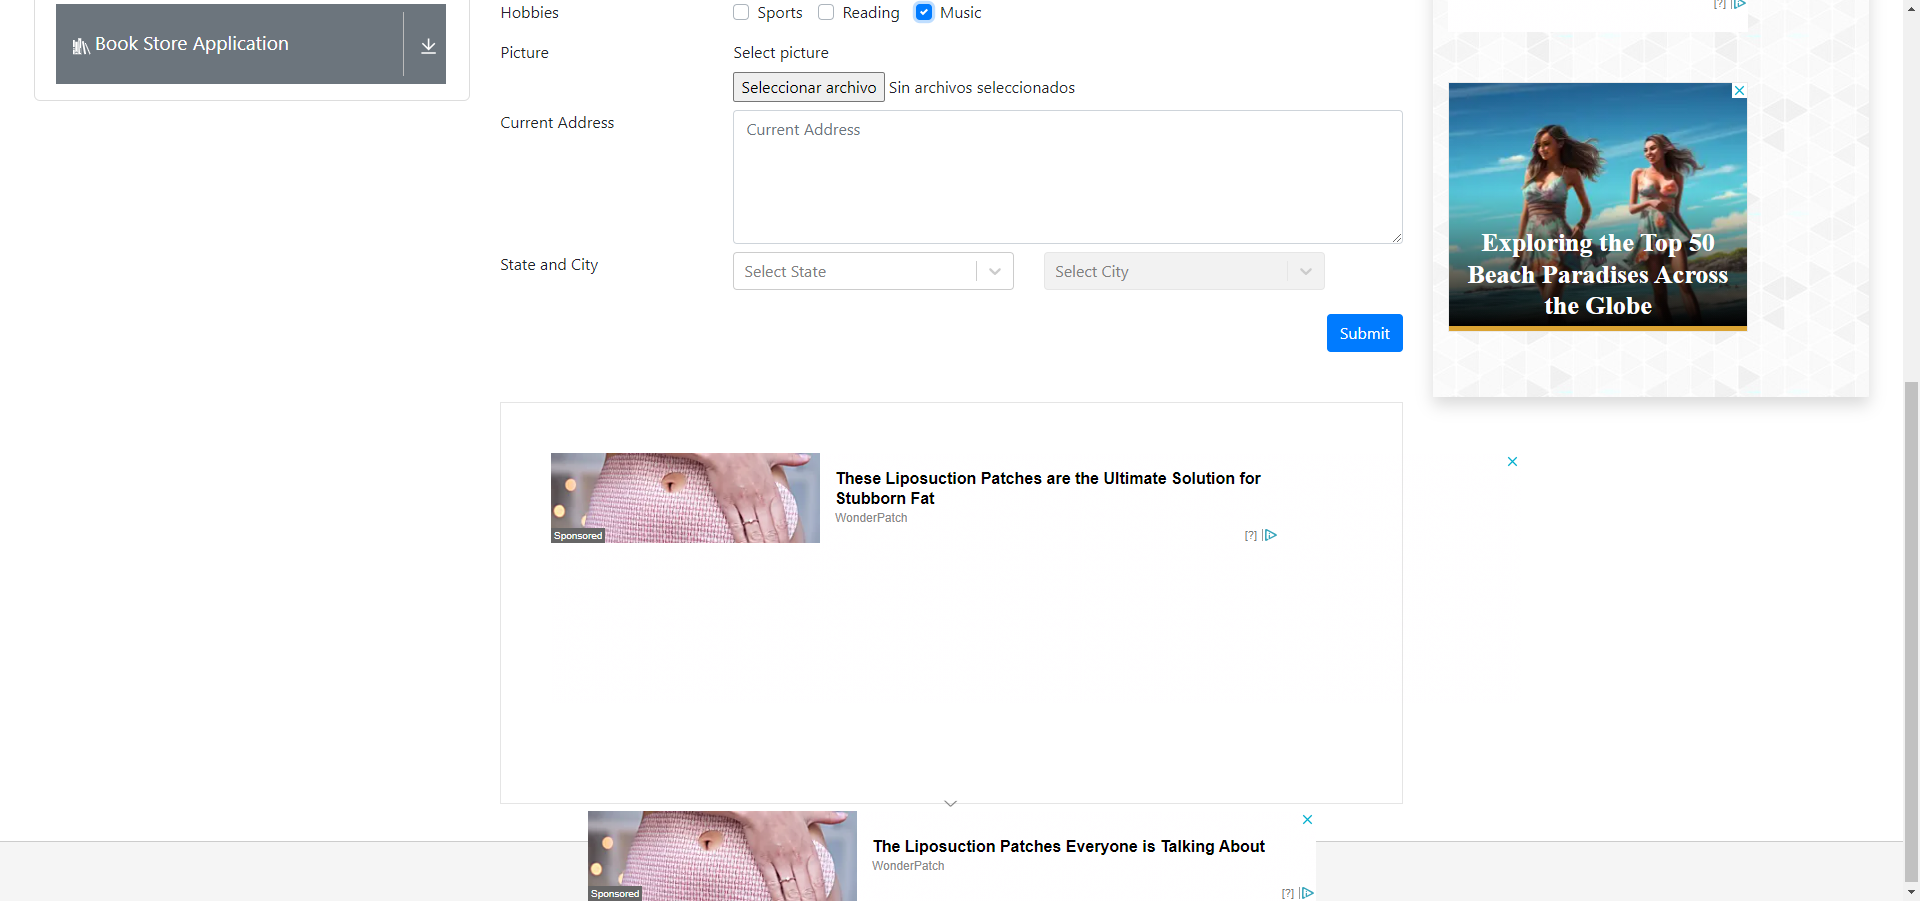 Book Store Application
Hobbies
Sports
Reading
Music
Picture
Select picture
Seleccionar archivo Sin archivos seleccionados
Current Address
Current Address
State and City
Select State
Select City
Submit
[?]
Exploring the Top 50
Beach Paradises Across
the Globe
These Liposuction Patches are the Ultimate Solution for
Stubborn Fat
WonderPatch
Sponsored
[?]
The Liposuction Patches Everyone is Talking About
WonderPatch
Sponsored
[?]